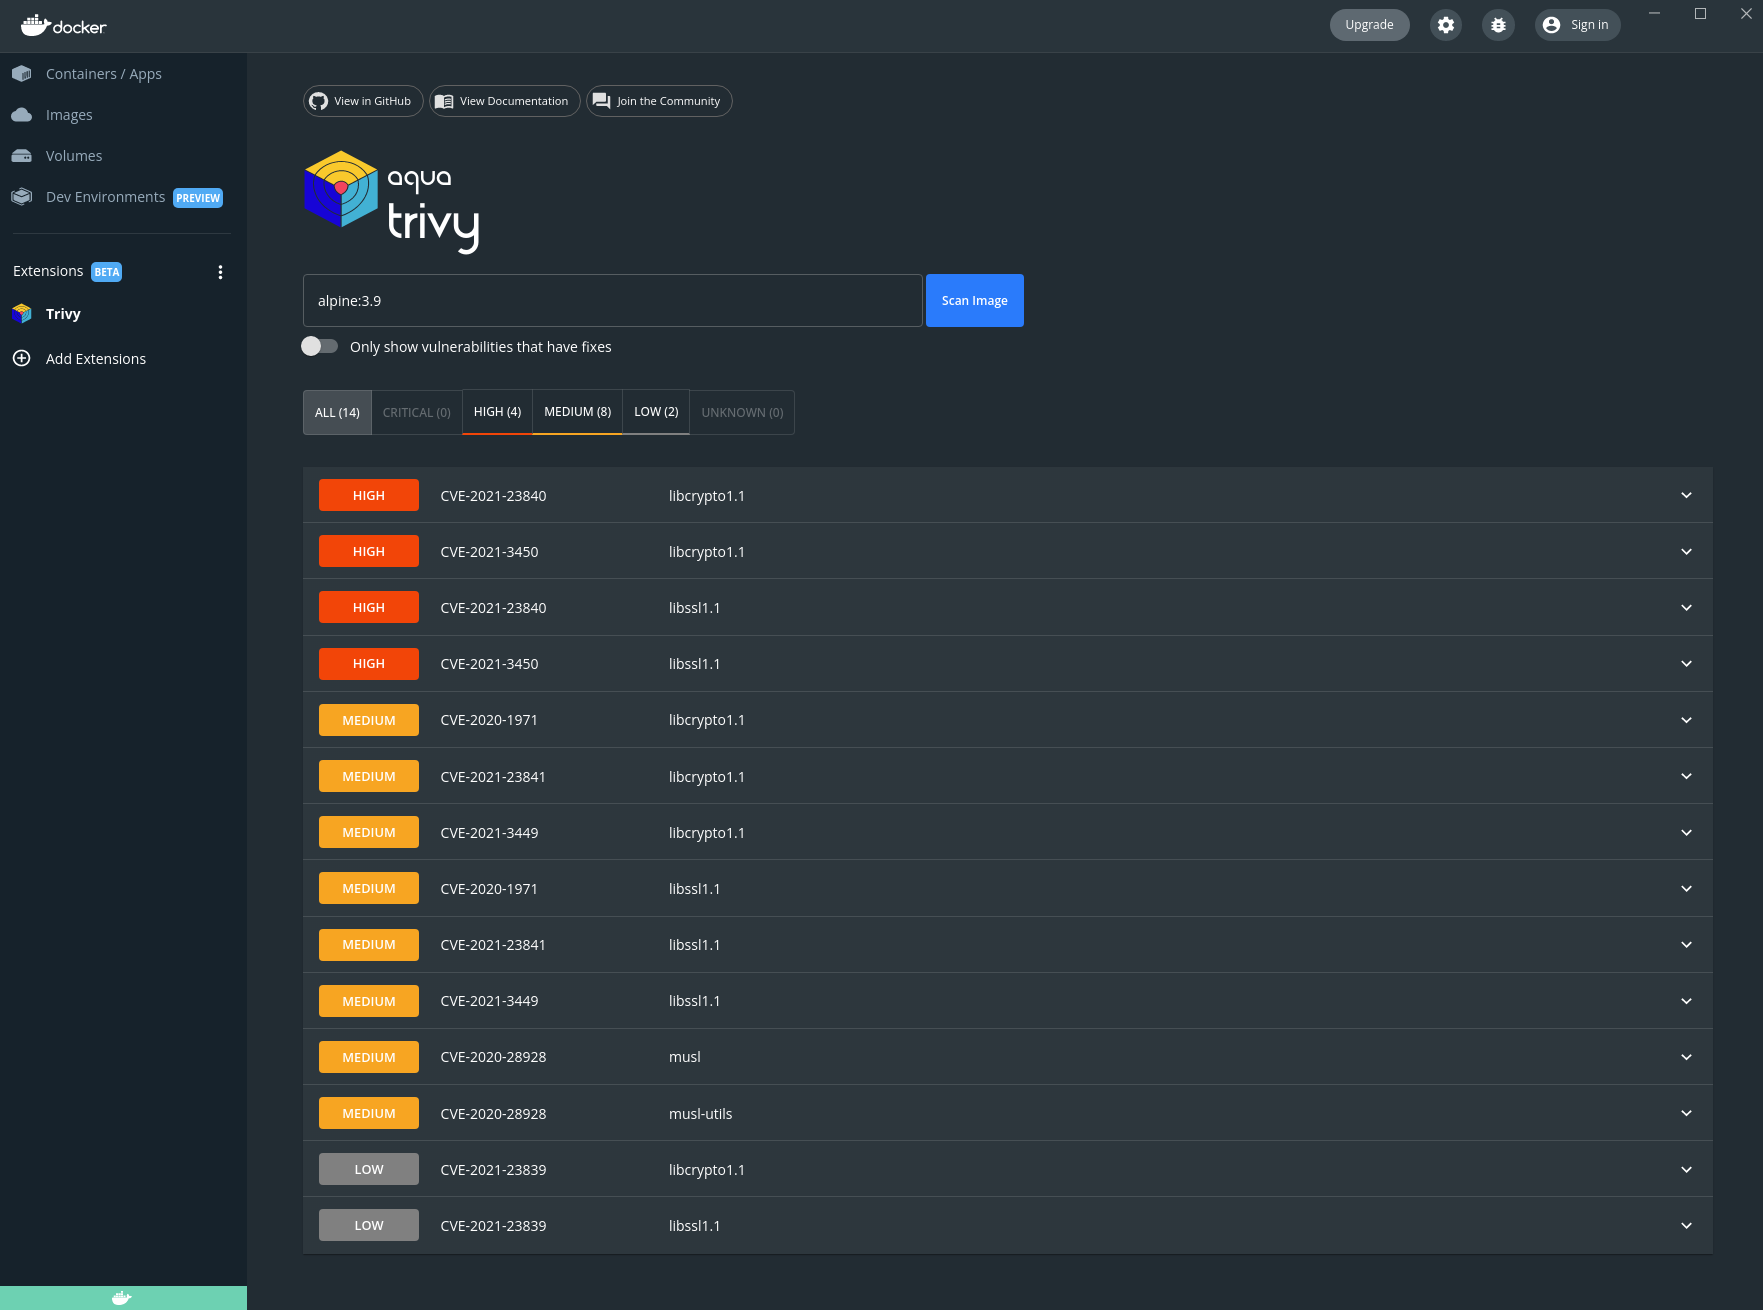 docker
Upgrade
Sign in
Containers / Apps
Images
Volumes
Dev Environments PREVIEW
Extensions BETA
Trivy
Add Extensions
View in GitHub
View Documentation
Join the Community
aqua
trivy
alpine:3.9
Scan Image
Only show vulnerabilities that have fixes
ALL (14) CRITICAL (0) HIGH (4) MEDIUM (8) LOW (2) UNKNOWN (0)
HIGH CVE-2021-23840 libcrypto1.1
HIGH CVE-2021-3450 libcrypto1.1
HIGH CVE-2021-23840 libssl1.1
HIGH CVE-2021-3450 libssl1.1
MEDIUM CVE-2020-1971 libcrypto1.1
MEDIUM CVE-2021-23841 libcrypto1.1
MEDIUM CVE-2021-3449 libcrypto1.1
MEDIUM CVE-2020-1971 libssl1.1
MEDIUM CVE-2021-23841 libssl1.1
MEDIUM CVE-2021-3449 libssl1.1
MEDIUM CVE-2020-28928 musl
MEDIUM CVE-2020-28928 musl-utils
LOW CVE-2021-23839 libcrypto1.1
LOW CVE-2021-23839 libssl1.1